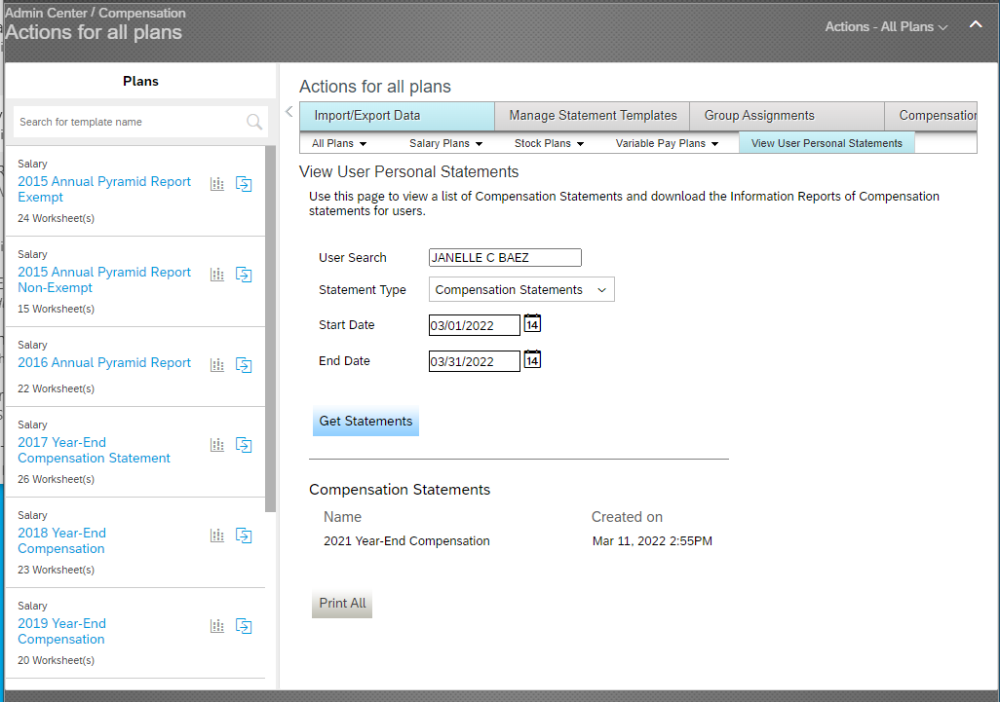 Admin Center / Compensation
Actions for all plans
Actions - All Plans
Plans
Search for template name
Salary
2015 Annual Pyramid Report
Exempt
24 Worksheet(s)
Salary
2015 Annual Pyramid Report
Non-Exempt
15 Worksheet(s)
Salary
2016 Annual Pyramid Report
22 Worksheet(s)
Salary
2017 Year-End
Compensation Statement
26 Worksheet(s)
Salary
2018 Year-End
Compensation
23 Worksheet(s)
Salary
2019 Year-End
Compensation
20 Worksheet(s)
Actions for all plans
Import/Export Data Manage Statement Templates Group Assignments Compensation
All Plans Salary Plans Stock Plans Variable Pay Plans View User Personal Statements
View User Personal Statements
Use this page to view a list of Compensation Statements and download the Information Reports of Compensation
statements for users.
User Search JANELLE C BAEZ
Statement Type Compensation Statements
Start Date 03/01/2022 14
End Date 03/31/2022 14
Get Statements
Compensation Statements
Name Created on
2021 Year-End Compensation Mar 11, 2022 2:55PM
Print All